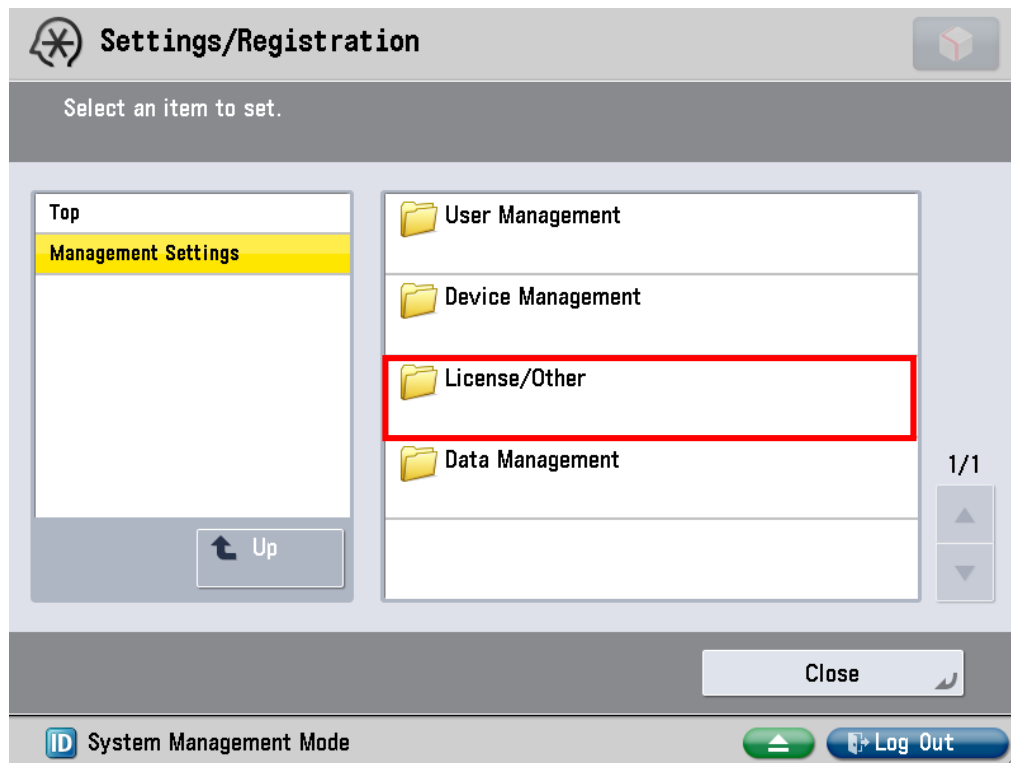 Settings/Registration
Select an item to set.
Top
Management Settings
User Management
Device Management
License/Other
Data Management
1/1
Up
Close
ID System Management Mode
Log Out